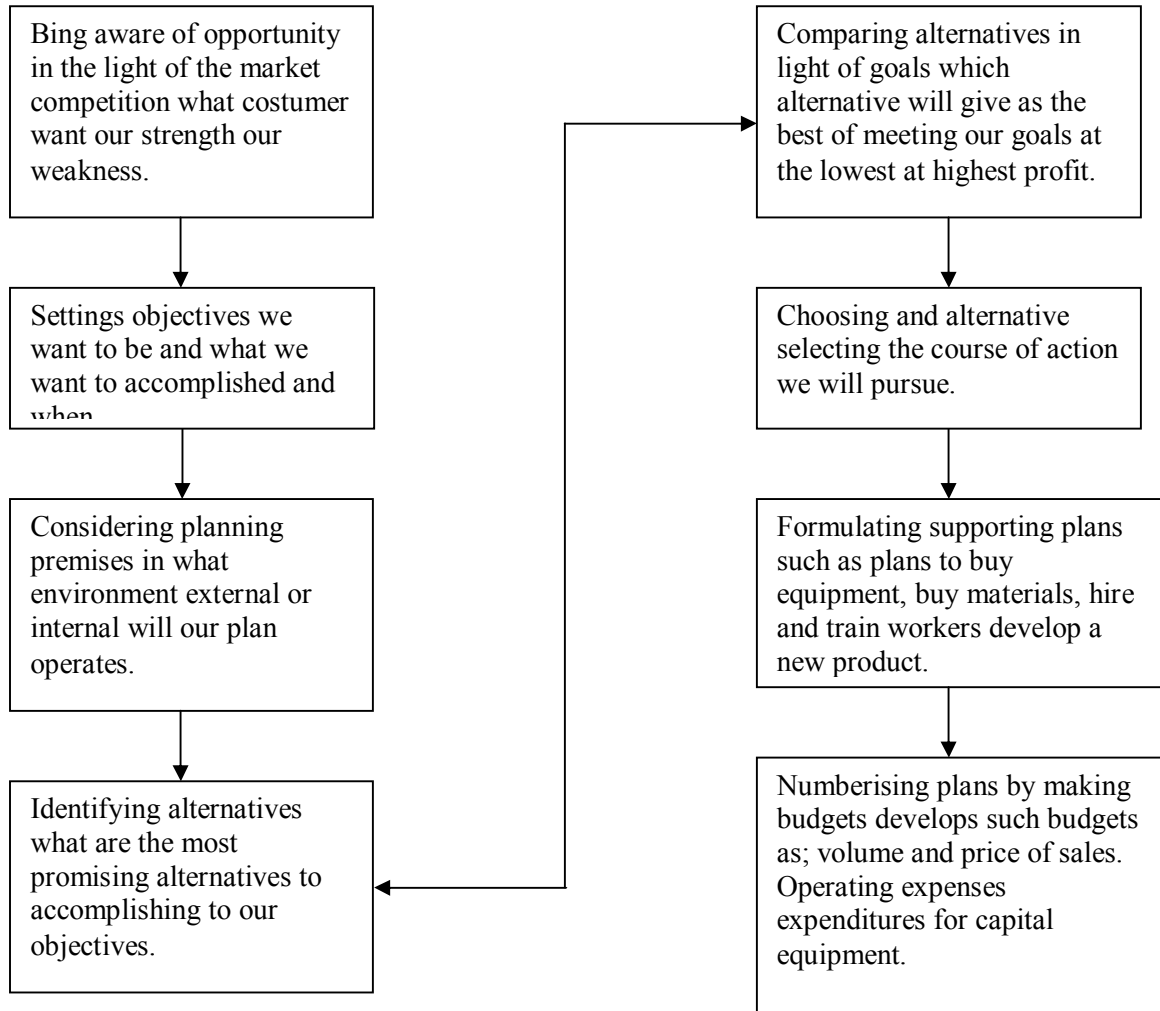 Bing aware of opportunity
in the light of the market
competition what costumer
want our strength our
weakness.
Settings objectives we
want to be and what we
want to accomplished and
when
Considering planning
premises in what
environment external or
internal will our plan
operates.
Identifying alternatives
what are the most
promising alternatives to
accomplishing to our
objectives.
Comparing alternatives in
light of goals which
alternative will give as the
best of meeting our goals at
the lowest at highest profit.
Choosing and alternative
selecting the course of action
we will pursue.
Formulating supporting plans
such as plans to buy
equipment, buy materials, hire
and train workers develop a
new product.
Numberising plans by making
budgets develops such budgets
as; volume and price of sales.
Operating expenses
expenditures for capital
equipment.